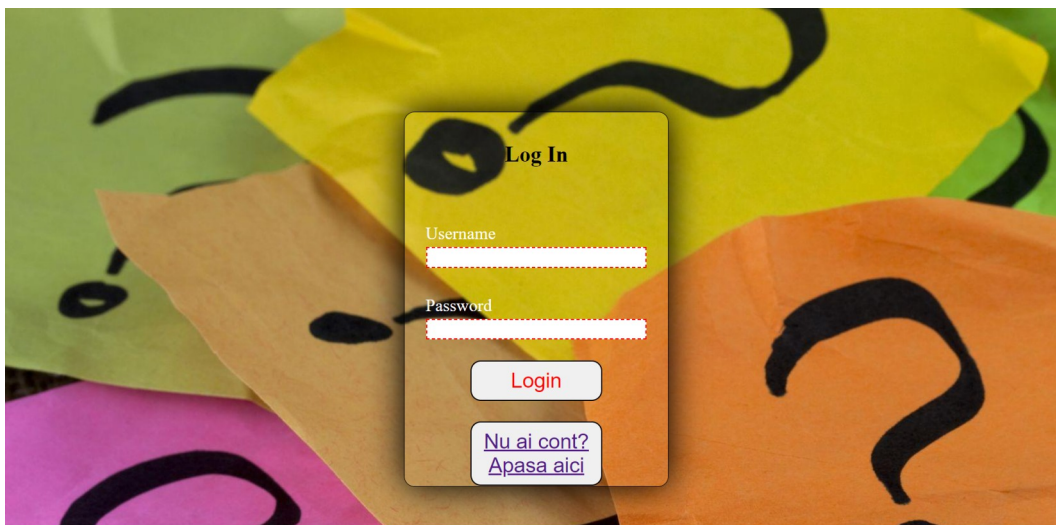 Log In
Username
Password
Login
Nu ai cont?
Apasa aici